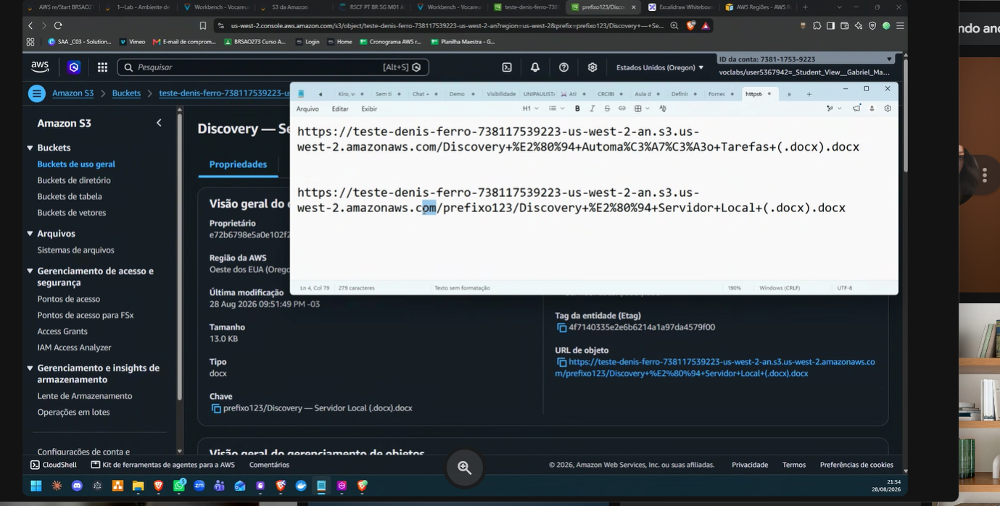 AWS re/Start BRSAO27
1--Lab - Ambiente de
Workbench - Vocareu
S3 da Amazon
RSCF PT BR SG M01 A
Workbench - Vocareu
teste-denis-ferro-738
prefixo123/Disco
Excalidraw Whiteboar
AWS Regiões - AWS R
us-west-2.console.aws.amazon.com/s3/object/teste-denis-ferro-738117539223-us-west-2-an?region=us-west-2&prefix=prefixo123/Discovery+—+Se...
SAA _C03 - Solution...
Vimeo
E-mail de comprom...
BRSAO273 Curso A...
Login
Home
Cronograma AWS r...
Planilha Maestra - G...
aws
Pesquisar
[Alt+S]
Estados Unidos (Oregon)
ID da conta: 7381-1753-9223
voclabs/user5367942=_Student_View__Gabriel_Ma...
Amazon S3 > Buckets > teste-denis-ferro-738117539223-u
Amazon S3
Buckets
Buckets de uso geral
Buckets de diretório
Buckets de tabela
Buckets de vetores
Arquivos
Sistemas de arquivos
Gerenciamento de acesso e
segurança
Pontos de acesso
Pontos de acesso para FSx
Access Grants
IAM Access Analyzer
Gerenciamento e insights de
armazenamento
Lente de Armazenamento
Operações em lotes
Configurações de conta e
Discovery — Se
Propriedades
Visão geral do
Proprietário
e72b6798e5a0e102f2
Região da AWS
Oeste dos EUA (Orego
Última modificação
28 Aug 2026 09:51:49 PM -03
Tamanho
13.0 KB
Tipo
docx
Chave
prefixo123/Discovery — Servidor Local (.docx).docx
Kiro, v
Sem tí
Chat +
Demo
Visibilidade
UNIPAULIST
Ati
CRCIBI
Aula d
Definir
Fornec
https:
Arquivo
Editar
Exibir
H1
B
I
S
https://teste-denis-ferro-738117539223-us-west-2-an.s3.us-
west-2.amazonaws.com/Discovery+%E2%80%94+Automa%C3%A7%C3%A3o+Tarefas+(.docx).docx
https://teste-denis-ferro-738117539223-us-west-2-an.s3.us-
west-2.amazonaws.com/prefixo123/Discovery+%E2%80%94+Servidor+Local+(.docx).docx
Ln 4, Col 79
279 caracteres
Texto sem formatação
190%
Windows (CRLF)
UTF-8
Tag da entidade (Etag)
4f7140335e2e6b6214a1a97da4579f00
URL de objeto
https://teste-denis-ferro-738117539223-us-west-2-an.s3.us-west-2.amazonaws.co
m/prefixo123/Discovery+%E2%80%94+Servidor+Local+(.docx).docx
Visão geral do gerenciamento de objetos
CloudShell
Kit de ferramentas de agentes para a AWS
Comentários
© 2026, Amazon Web Services, Inc. ou suas afiliadas.
Privacidade
Termos
Preferências de cookies
21:54
28/08/2026